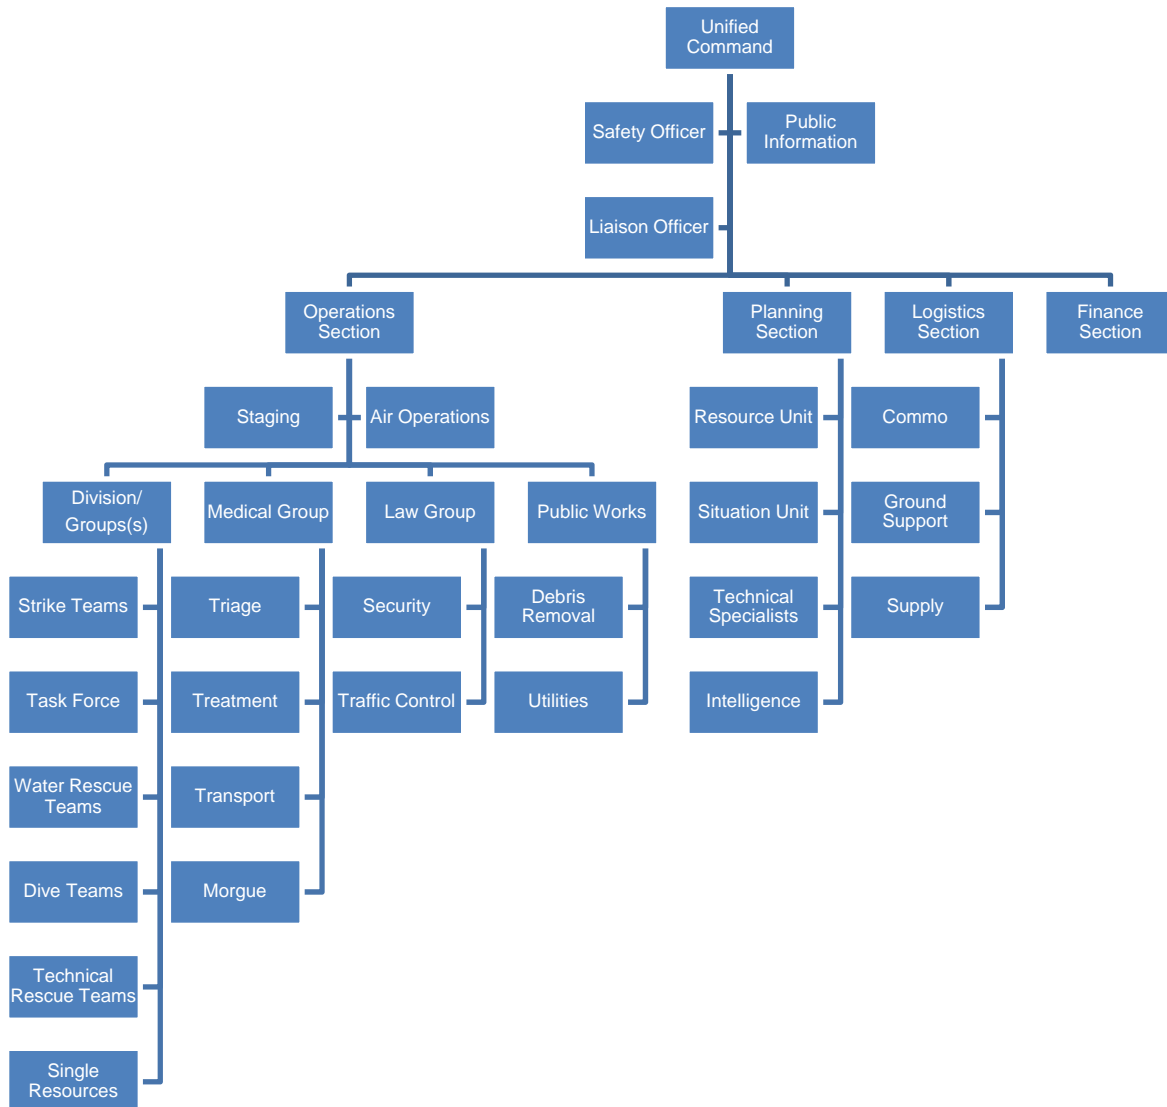 Unified
Command
Safety Officer
Public
Information
Liaison Officer
Operations
Section
Planning
Section
Logistics
Section
Finance
Section
Staging
Air Operations
Resource Unit
Commo
Division/
Groups(s)
Medical Group
Law Group
Public Works
Situation Unit
Ground
Support
Strike Teams
Triage
Security
Debris
Removal
Technical
Specialists
Supply
Task Force
Treatment
Traffic Control
Utilities
Intelligence
Water Rescue
Teams
Transport
Dive Teams
Morgue
Technical
Rescue Teams
Single
Resources